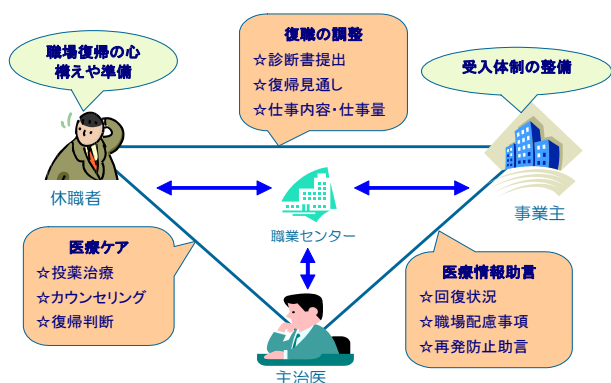 職場復帰の心
構えや準備
復職の調整
☆診断書提出
☆復帰見通し
☆仕事内容・仕事量
受入体制の整備
休職者
職業センター
事業主
医療ケア
☆投薬治療
☆カウンセリング
☆復帰判断
医療情報助言
☆回復状況
☆職場配慮事項
☆再発防止助言
主治医